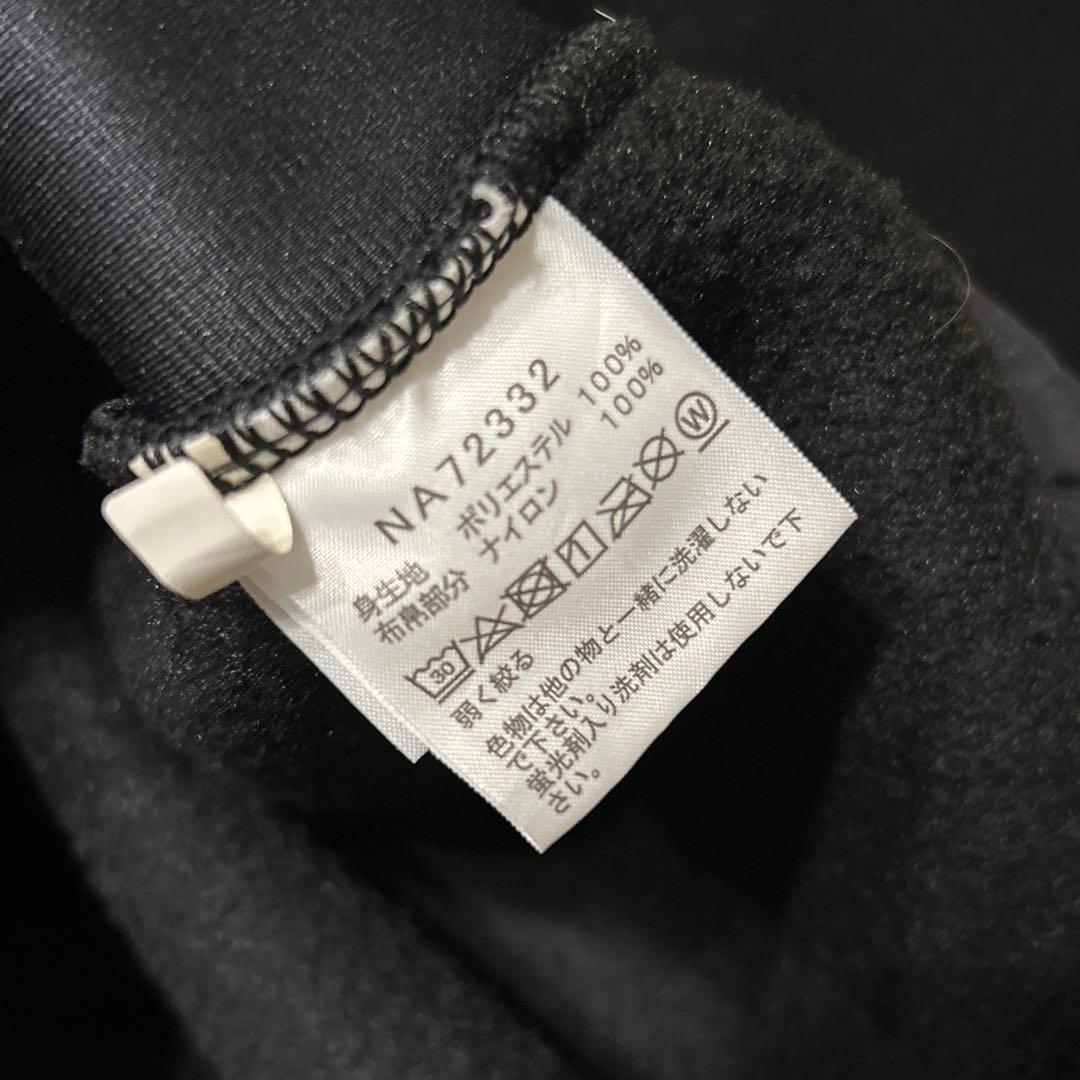 NA72332
身生地 ポリエステル 100%
布帛部分 ナイロン 100%
30 W
弱く絞る
色物は他の物と一緒に洗濯しない
で下さい。
蛍光剤入り洗剤は使用しないで下
さい。